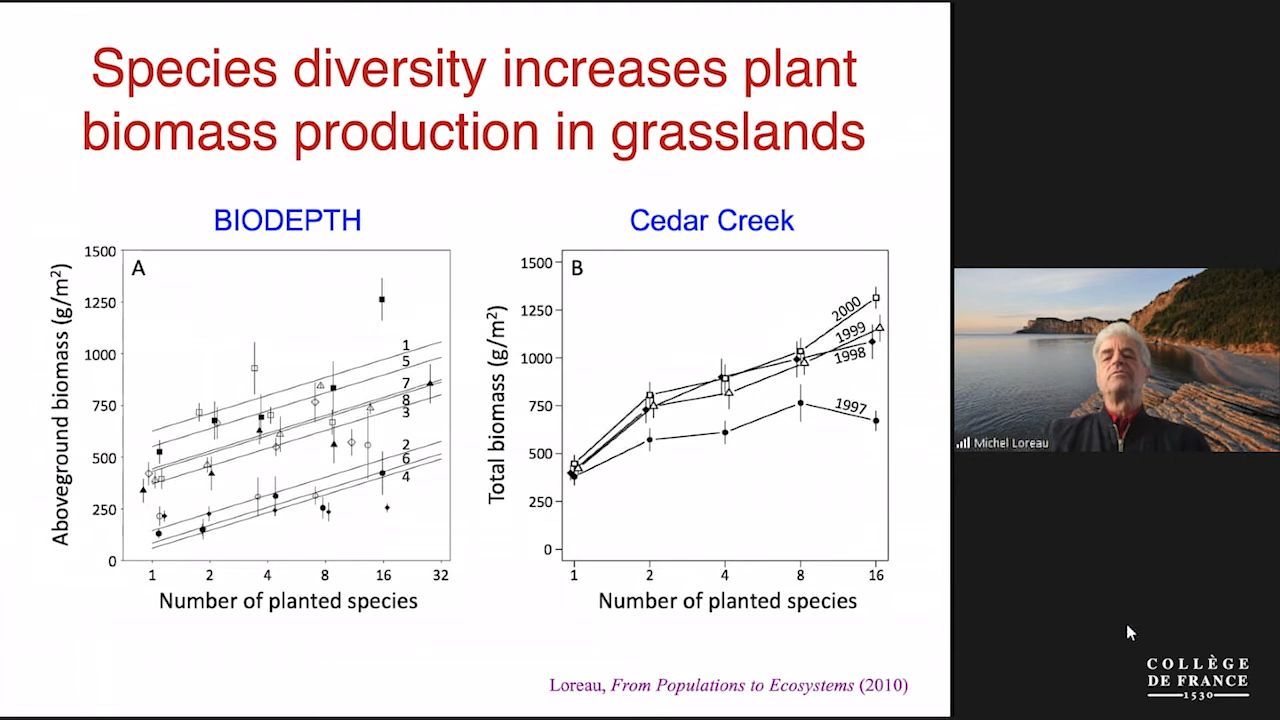 Species diversity increases plant
biomass production in grasslands
BIODEPTH
A
Aboveground biomass (g/m²)
1500
1250
1000
750
500
250
0
1
5
7
8
3
2
6
4
1 2 4 8 16 32
Number of planted species
Cedar Creek
B
Total biomass (g/m²)
1500
1250
1000
750
500
250
0
2000
1999
1998
1997
1 2 4 8 16
Number of planted species
Loreau, From Populations to Ecosystems (2010)
Michel Loreau
COLLÈGE
DE FRANCE
1530